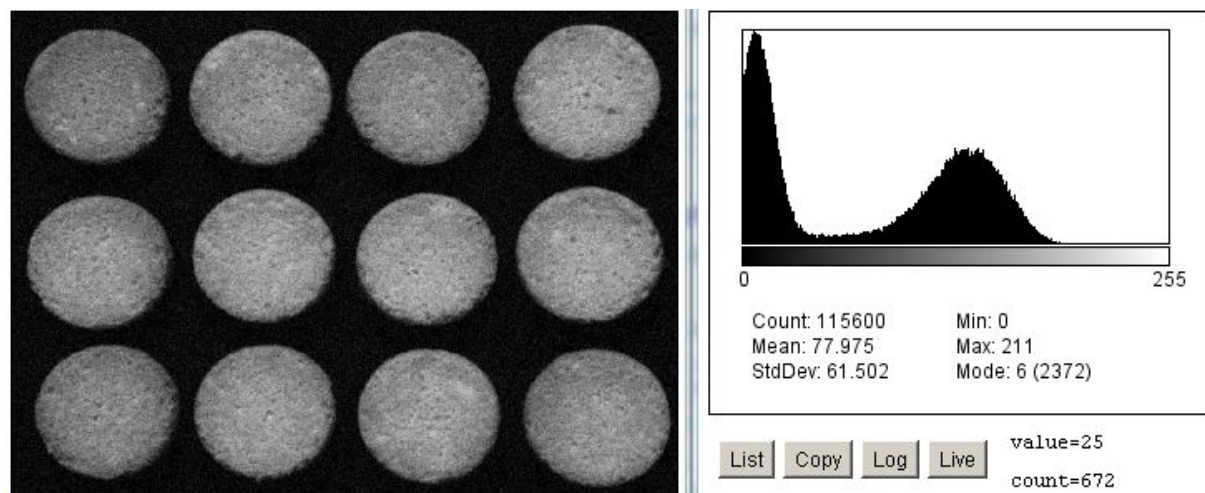 0 255
Count: 115600 Min: 0
Mean: 77.975 Max: 211
StdDev: 61.502 Mode: 6 (2372)
List Copy Log Live value=25
count=672